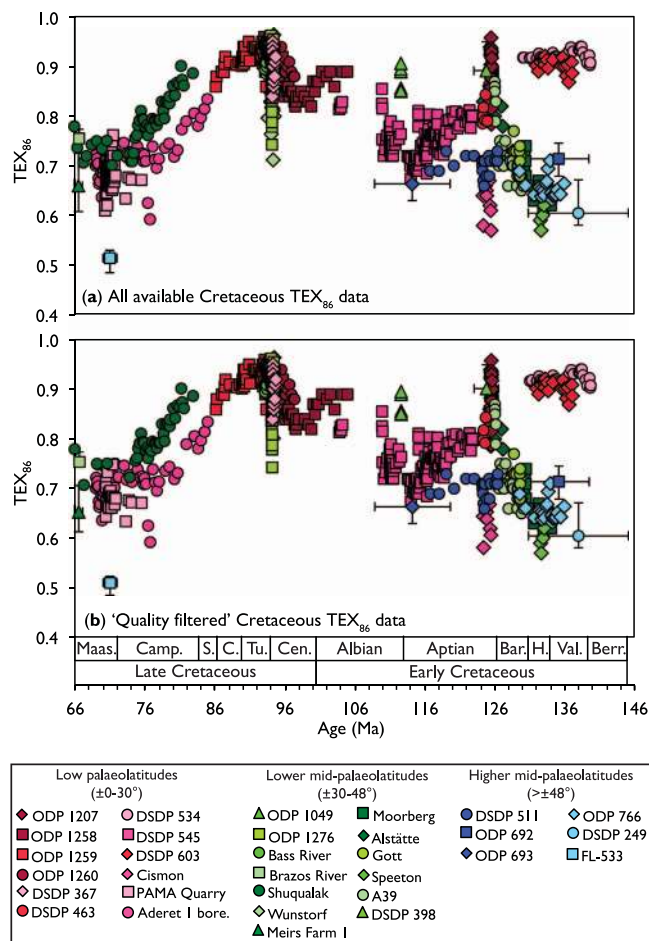 1.0
0.9
0.8
0.7
0.6
0.5
0.4
TEX86
(a) All available Cretaceous TEX86 data
1.0
0.9
0.8
0.7
0.6
0.5
0.4
TEX86
(b) 'Quality filtered' Cretaceous TEX86 data
Maas. Camp. S. C. Tu. Cen. Albian Aptian Bar. H. Val. Berr.
Late Cretaceous Early Cretaceous
66 76 86 96 106 116 126 136 146
Age (Ma)
Low palaeolatitudes
(±0-30°)
ODP 1207
ODP 1258
ODP 1259
ODP 1260
DSDP 367
DSDP 463
DSDP 534
DSDP 545
DSDP 603
Cismon
PAMA Quarry
Aderet 1 bore.
Lower mid-palaeolatitudes
(±30-48°)
ODP 1049
ODP 1276
Bass River
Brazos River
Shuqualak
Wunstorf
Meirs Farm 1
Moorberg
Alstätte
Gott
Speeton
A39
DSDP 398
Higher mid-palaeolatitudes
(>±48°)
DSDP 511
ODP 692
ODP 693
ODP 766
DSDP 249
FL-533